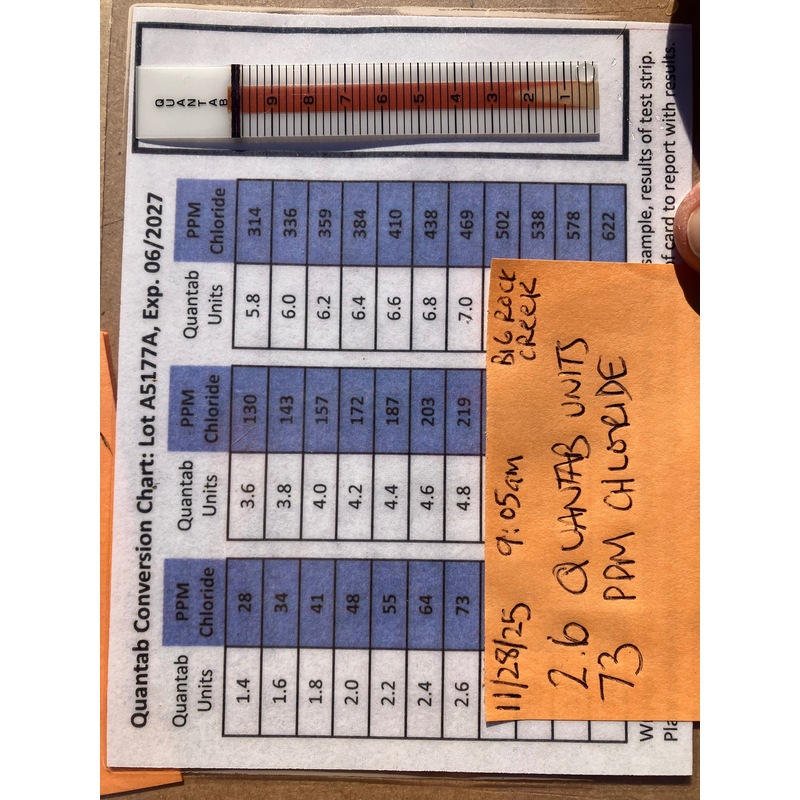 Quantab Conversion Chart: Lot A5177A, Exp. 06/2027
Quantab Units PPM Chloride Quantab Units PPM Chloride Quantab Units PPM Chloride
1.4 28 3.6 130 5.8 314
1.6 34 3.8 143 6.0 336
1.8 41 4.0 157 6.2 359
2.0 48 4.2 172 6.4 384
2.2 55 4.4 187 6.6 410
2.4 64 4.6 203 6.8 438
2.6 73 4.8 219 7.0 469
502
538
578
622
QUANTAB
9 8 7 6 5 4 3 2 1
sample, results of test strip.
of card to report with results.
11/28/25 9:05am BIG ROCK CREEK
2.6 QUANTAB UNITS
73 PPM CHLORIDE